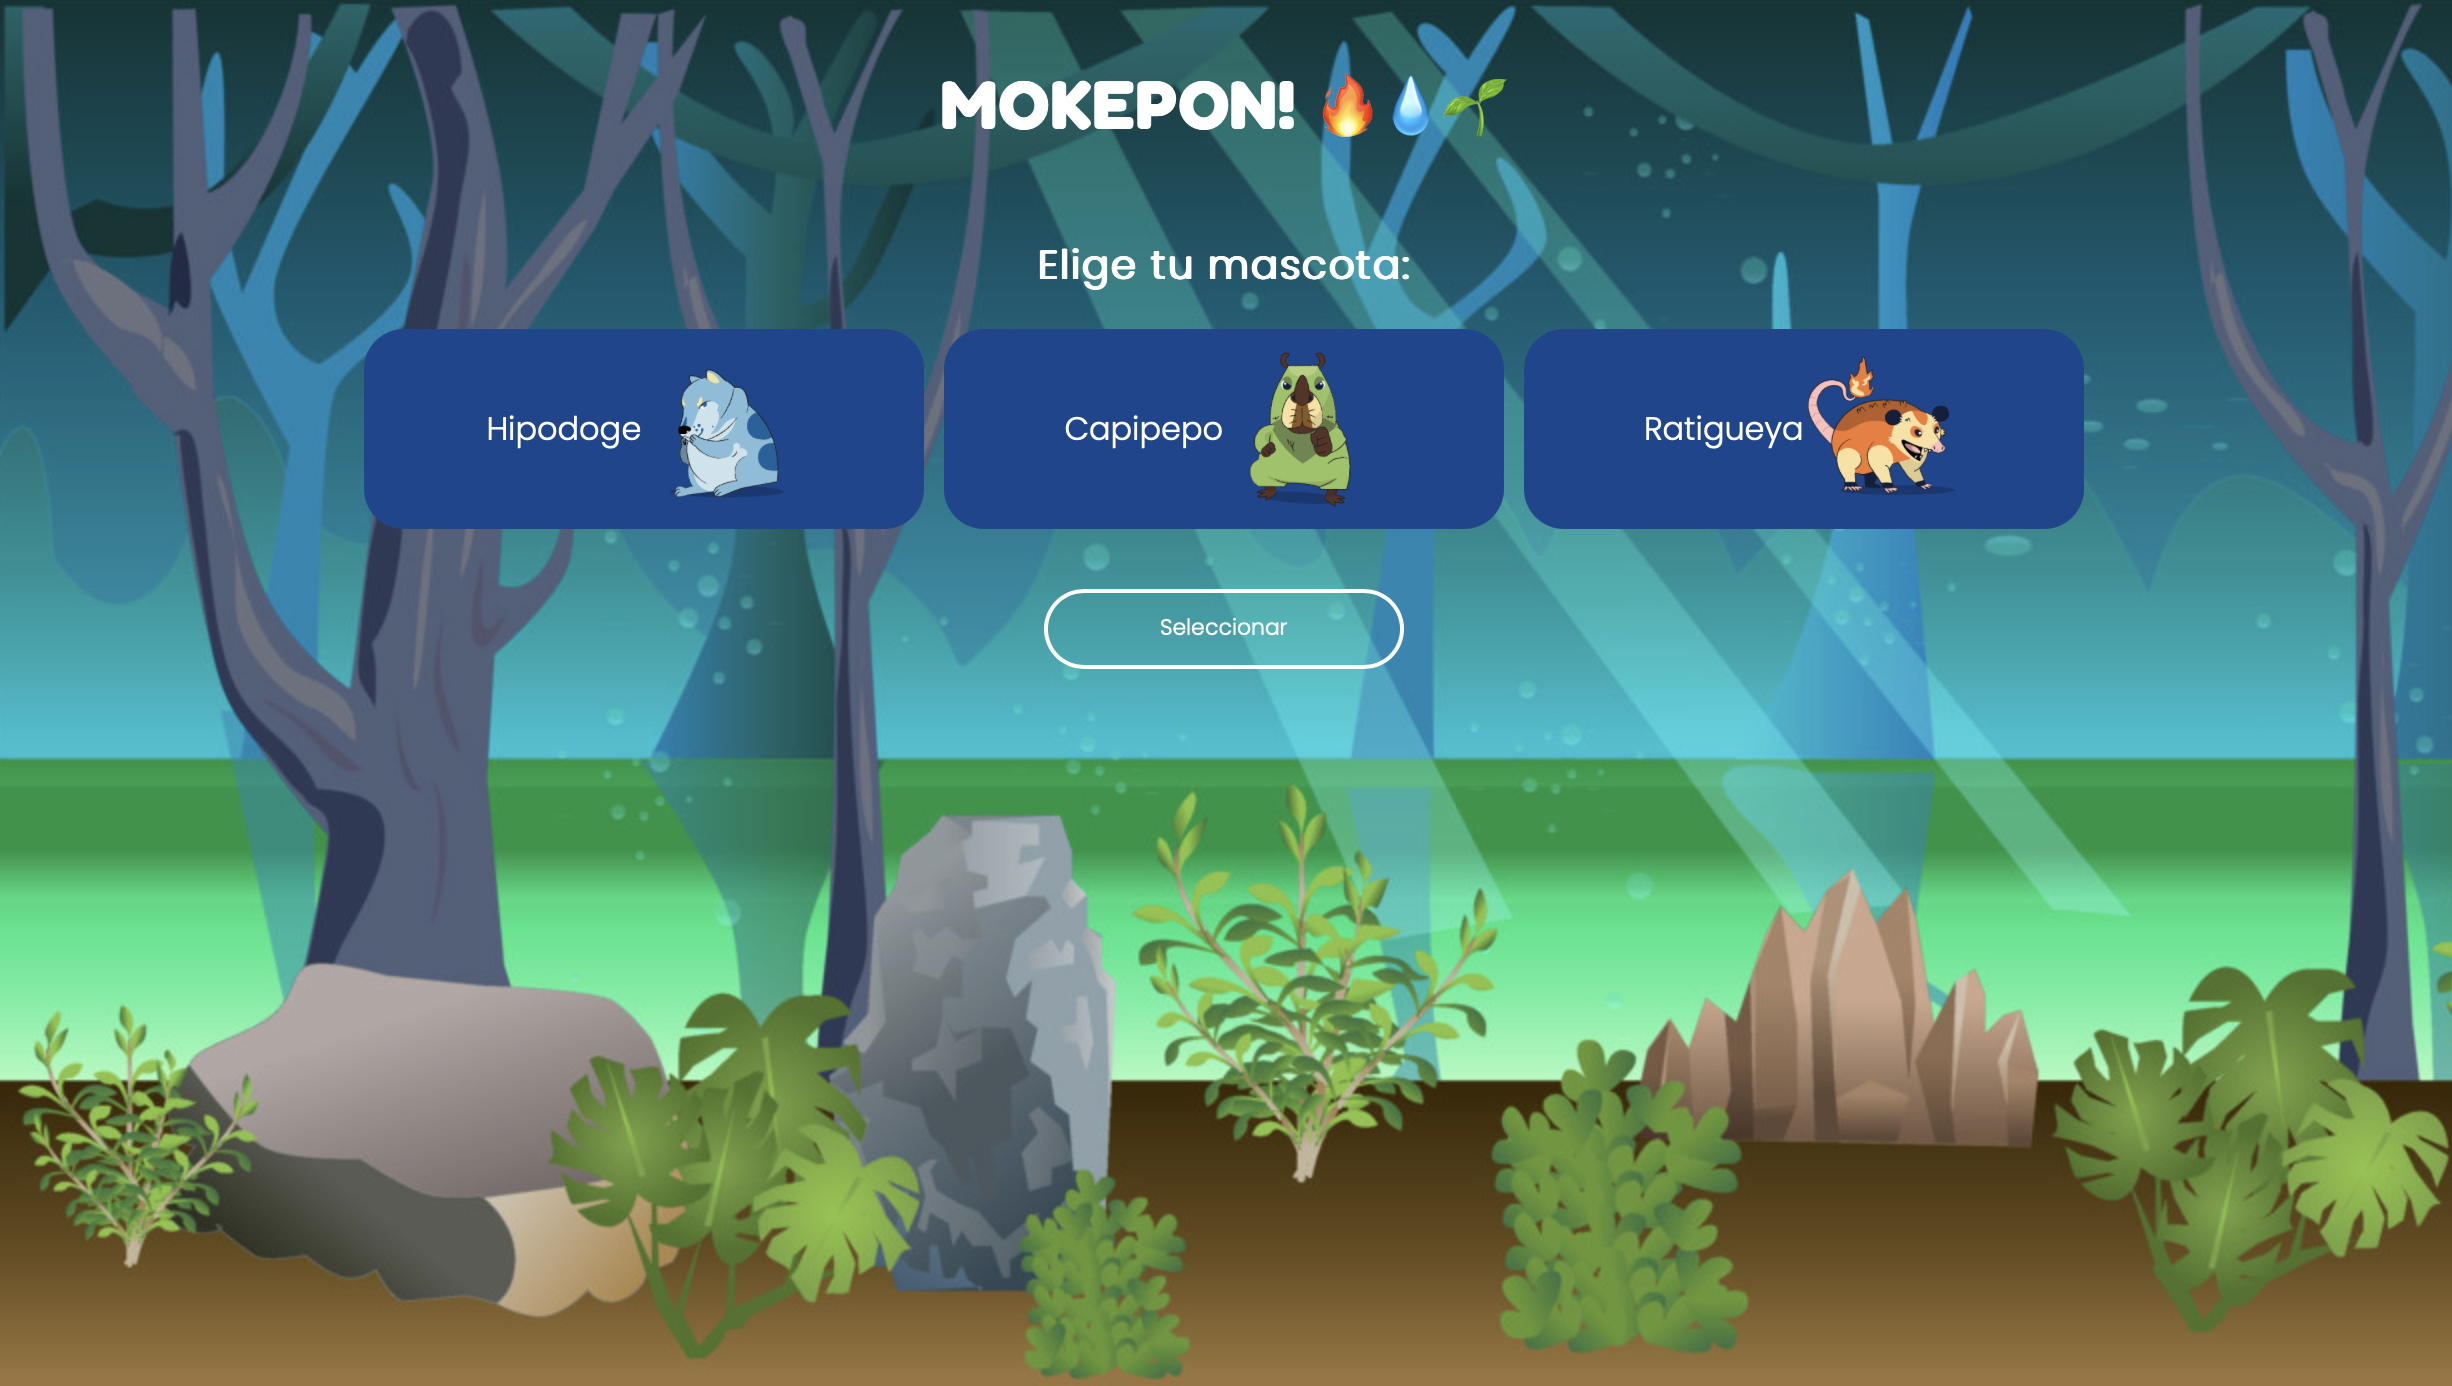 MOKEPON! 🔥💧🌱
Elige tu mascota:
Hipodoge
Capipepo
Ratigueya
Seleccionar